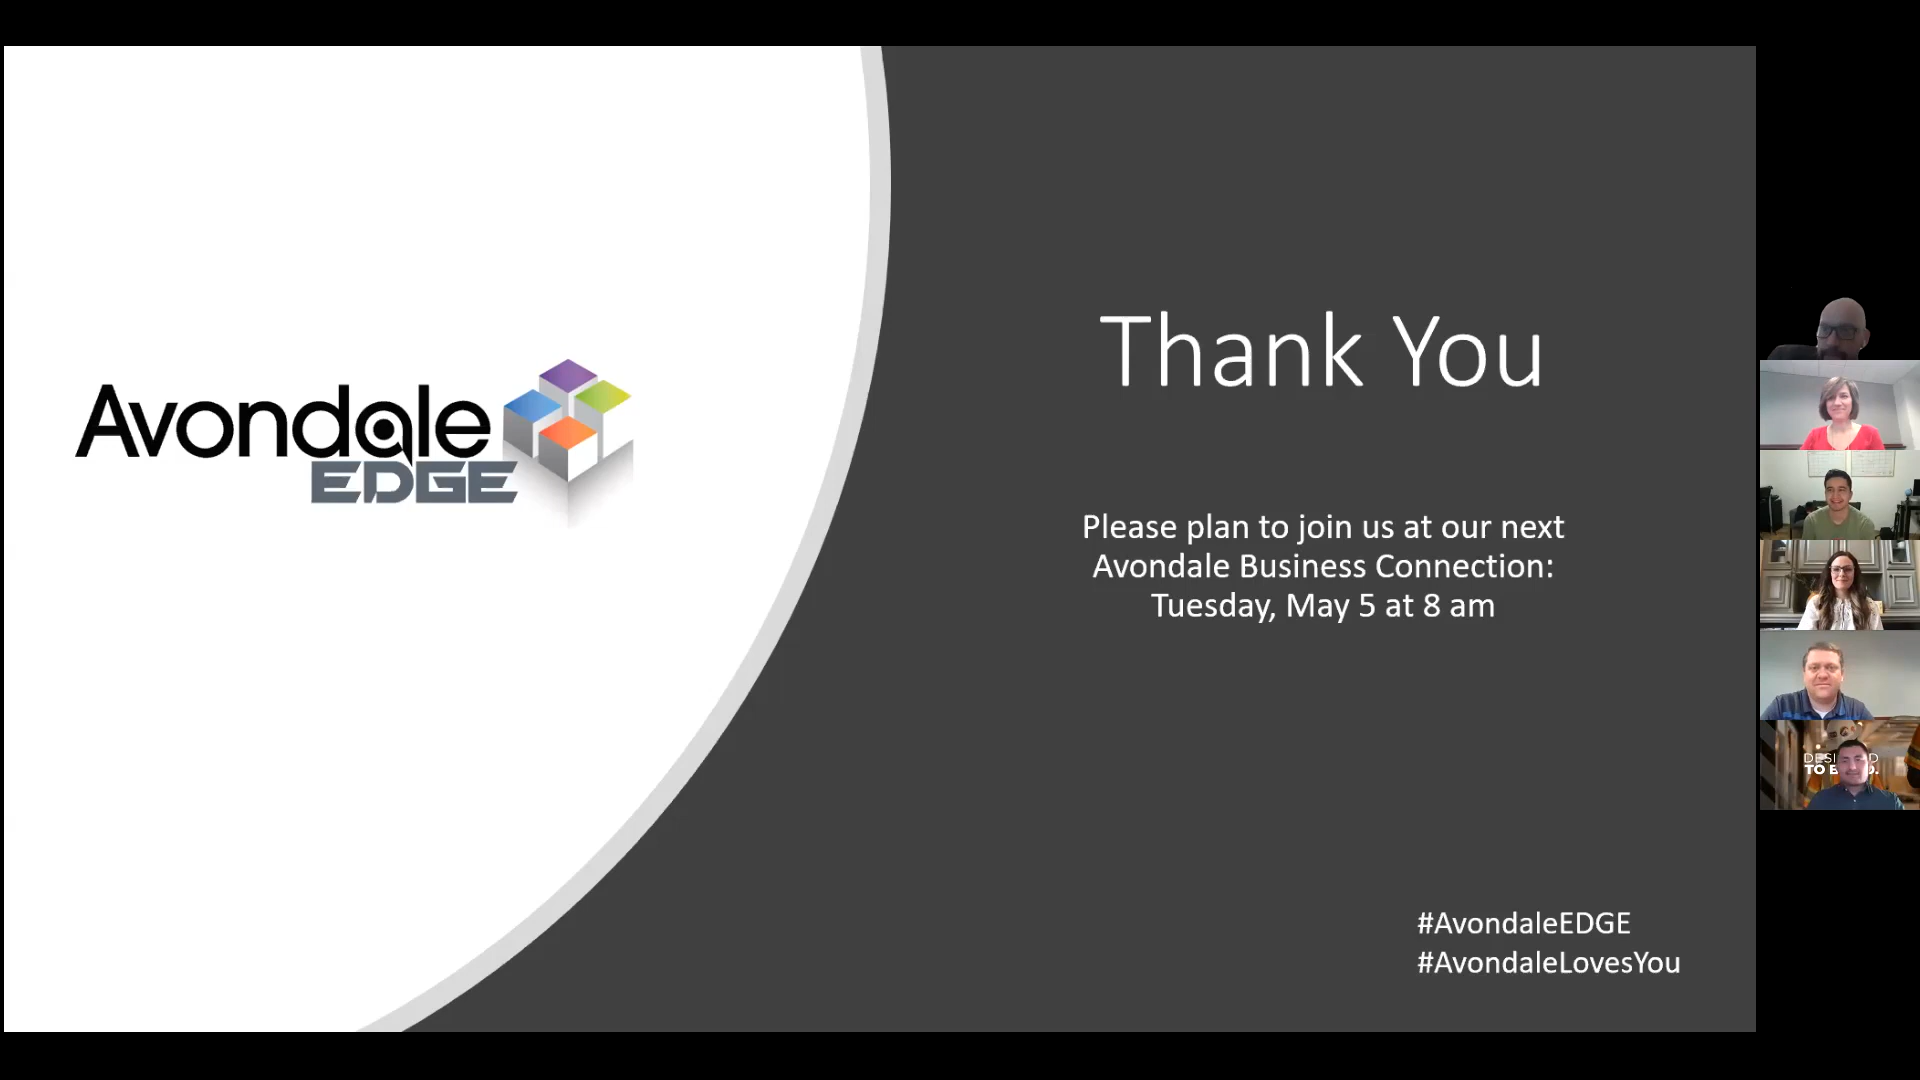 Avondale
EDGE
Thank You
Please plan to join us at our next
Avondale Business Connection:
Tuesday, May 5 at 8 am
#AvondaleEDGE
#AvondaleLovesYou
TO